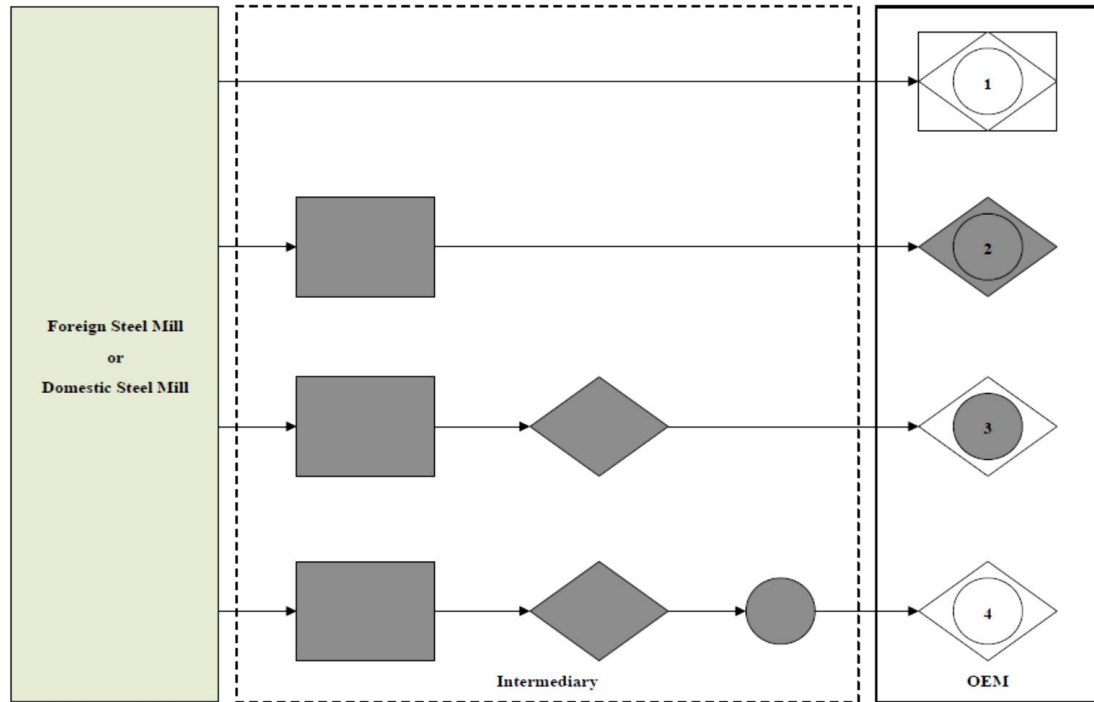 1
2
Foreign Steel Mill
or
Domestic Steel Mill
3
4
Intermediary
OEM